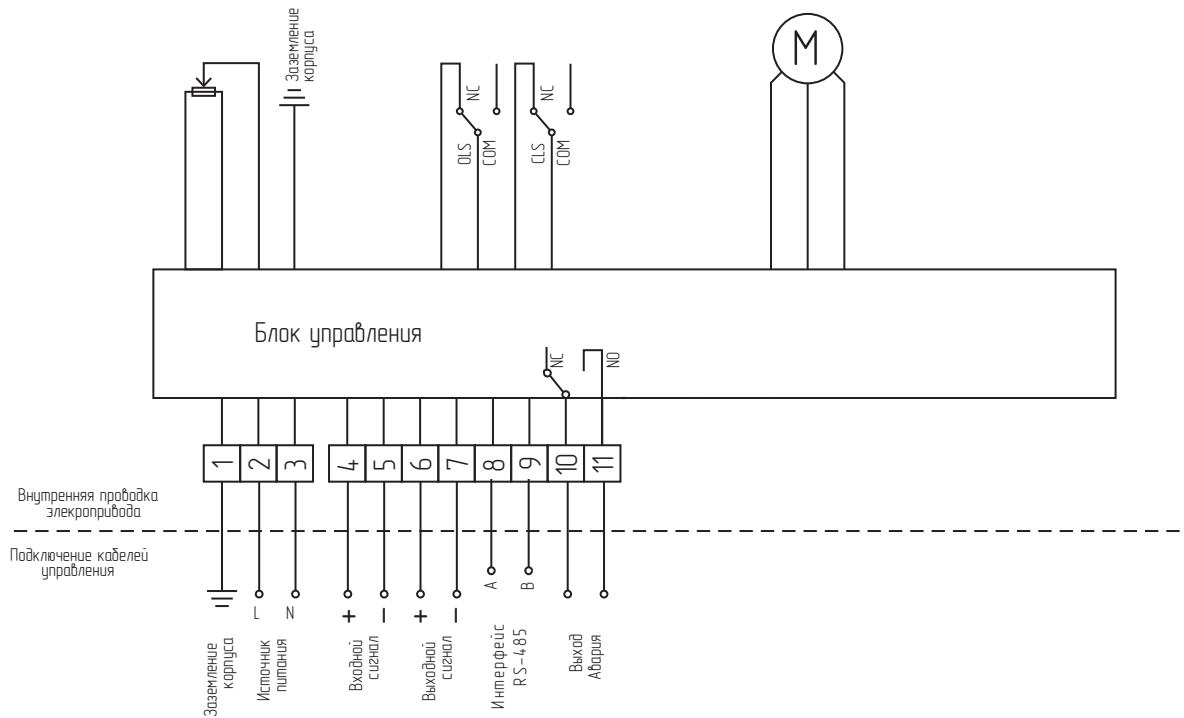 Заземление
корпуса
M
NC
OLS
COM
NC
CLS
COM
Блок управления
NC
NO
1 2 3 4 5 6 7 8 9 10 11
Внутренняя проводка
элекропривода
Подключение кабелей
управления
L N + – + – A B
Заземление
корпуса
Источник
питания
Входной
сигнал
Выходной
сигнал
Интерфейс
RS-485
Выход
Авария